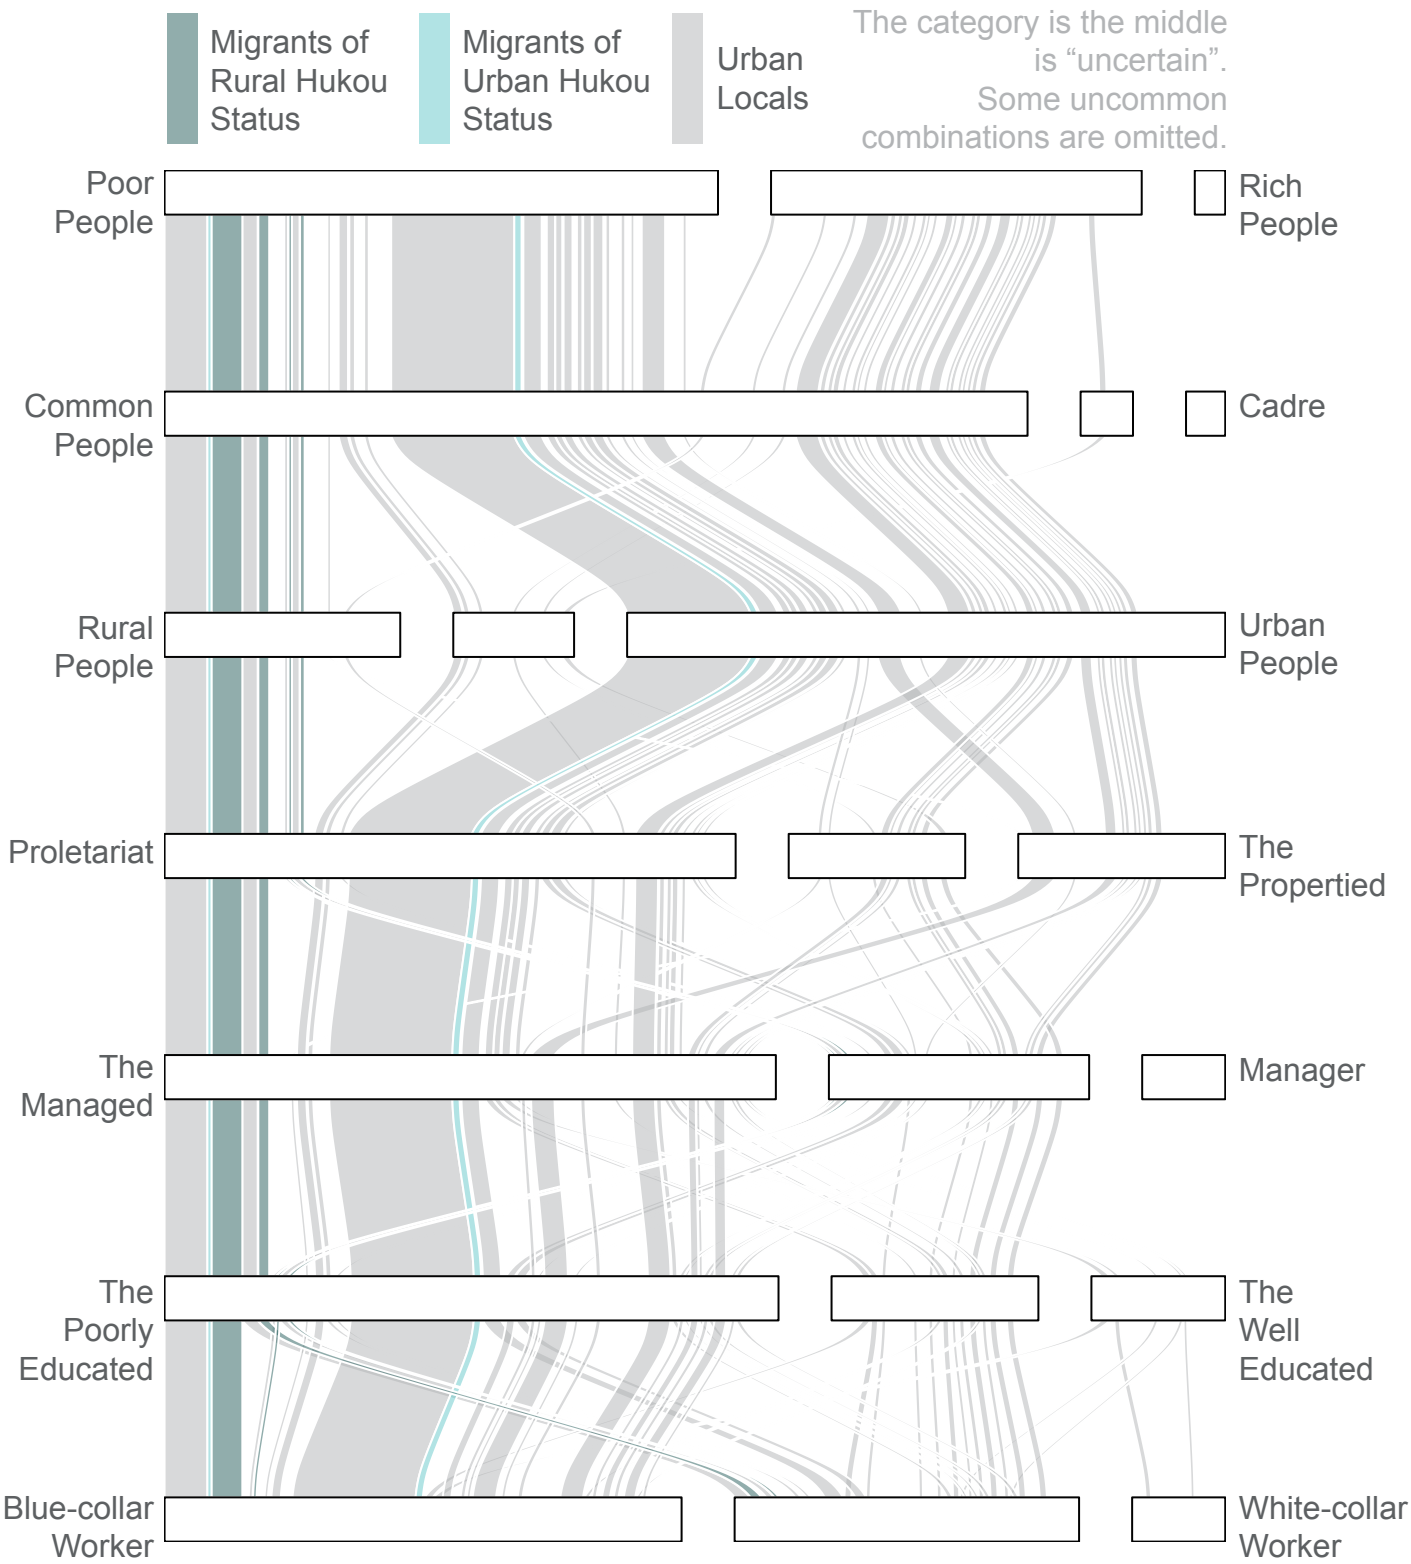 Migrants of
Rural Hukou
Status
Migrants of
Urban Hukou
Status
Urban
Locals
The category is the middle
is “uncertain”.
Some uncommon
combinations are omitted.
Poor
People
Rich
People
Common
People
Cadre
Rural
People
Urban
People
Proletariat
The
Propertied
The
Managed
Manager
The
Poorly
Educated
The
Well
Educated
Blue-collar
Worker
White-collar
Worker